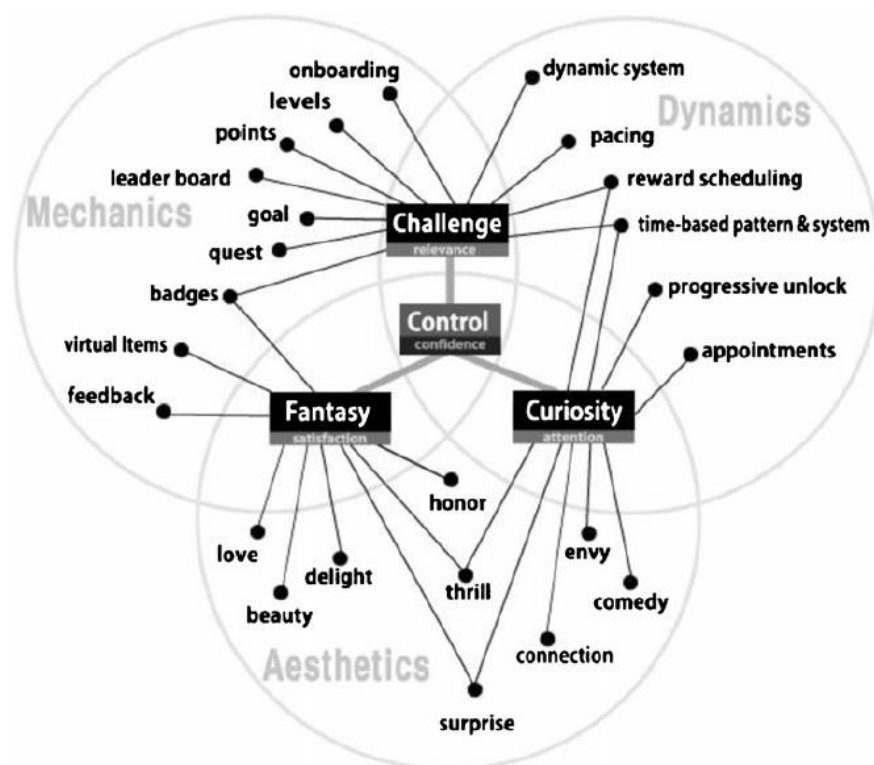 onboarding
dynamic system
levels
Dynamics
points
pacing
leader board
reward scheduling
Mechanics
goal
Challenge
relevance
time-based pattern & system
quest
badges
progressive unlock
Control
confidence
virtual Items
appointments
feedback
Fantasy
satisfaction
Curiosity
attention
honor
love
envy
delight
thrill
comedy
beauty
connection
Aesthetics
surprise